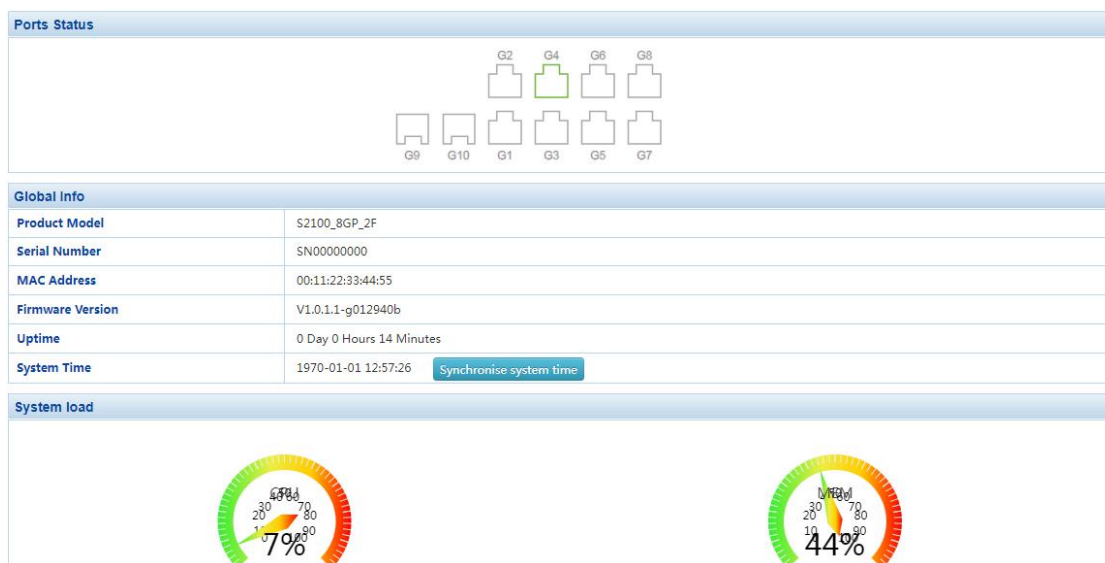 Ports Status
G2 G4 G6 G8
G9 G10 G1 G3 G5 G7
Global Info
Product Model S2100_8GP_2F
Serial Number SN00000000
MAC Address 00:11:22:33:44:55
Firmware Version V1.0.1.1-g012940b
Uptime 0 Day 0 Hours 14 Minutes
System Time 1970-01-01 12:57:26 Synchronise system time
System load
CPU MEM
30 70 30 70
20 80 20 80
90 10 90
7% 44%